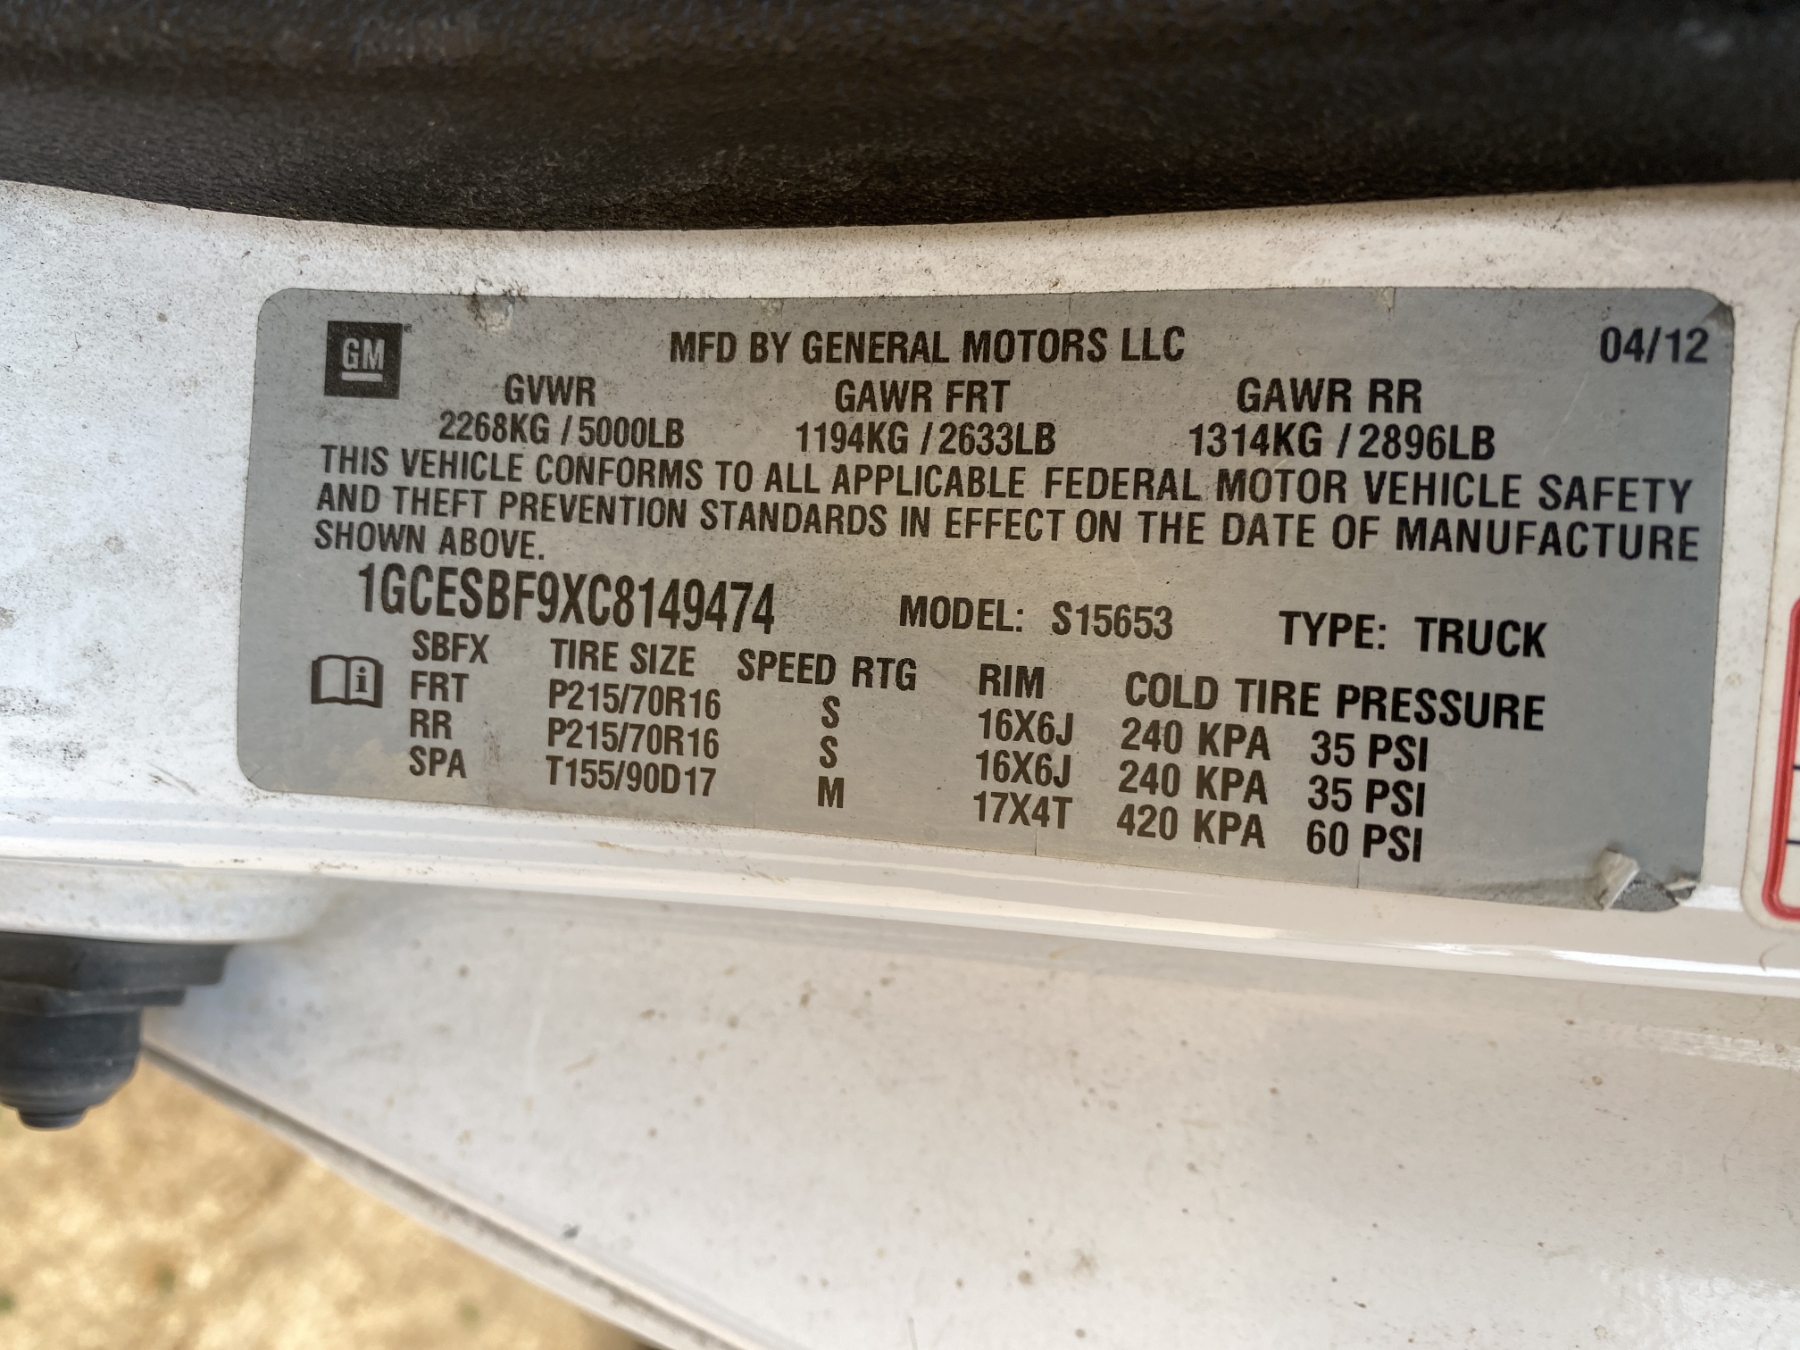 GM
MFD BY GENERAL MOTORS LLC 04/12
GVWR GAWR FRT GAWR RR
2268KG / 5000LB 1194KG / 2633LB 1314KG / 2896LB
THIS VEHICLE CONFORMS TO ALL APPLICABLE FEDERAL MOTOR VEHICLE SAFETY
AND THEFT PREVENTION STANDARDS IN EFFECT ON THE DATE OF MANUFACTURE
SHOWN ABOVE.
1GCESBF9XC8149474 MODEL: S15653 TYPE: TRUCK
SBFX TIRE SIZE SPEED RTG RIM COLD TIRE PRESSURE
FRT P215/70R16 S 16X6J 240 KPA 35 PSI
RR P215/70R16 S 16X6J 240 KPA 35 PSI
SPA T155/90D17 M 17X4T 420 KPA 60 PSI